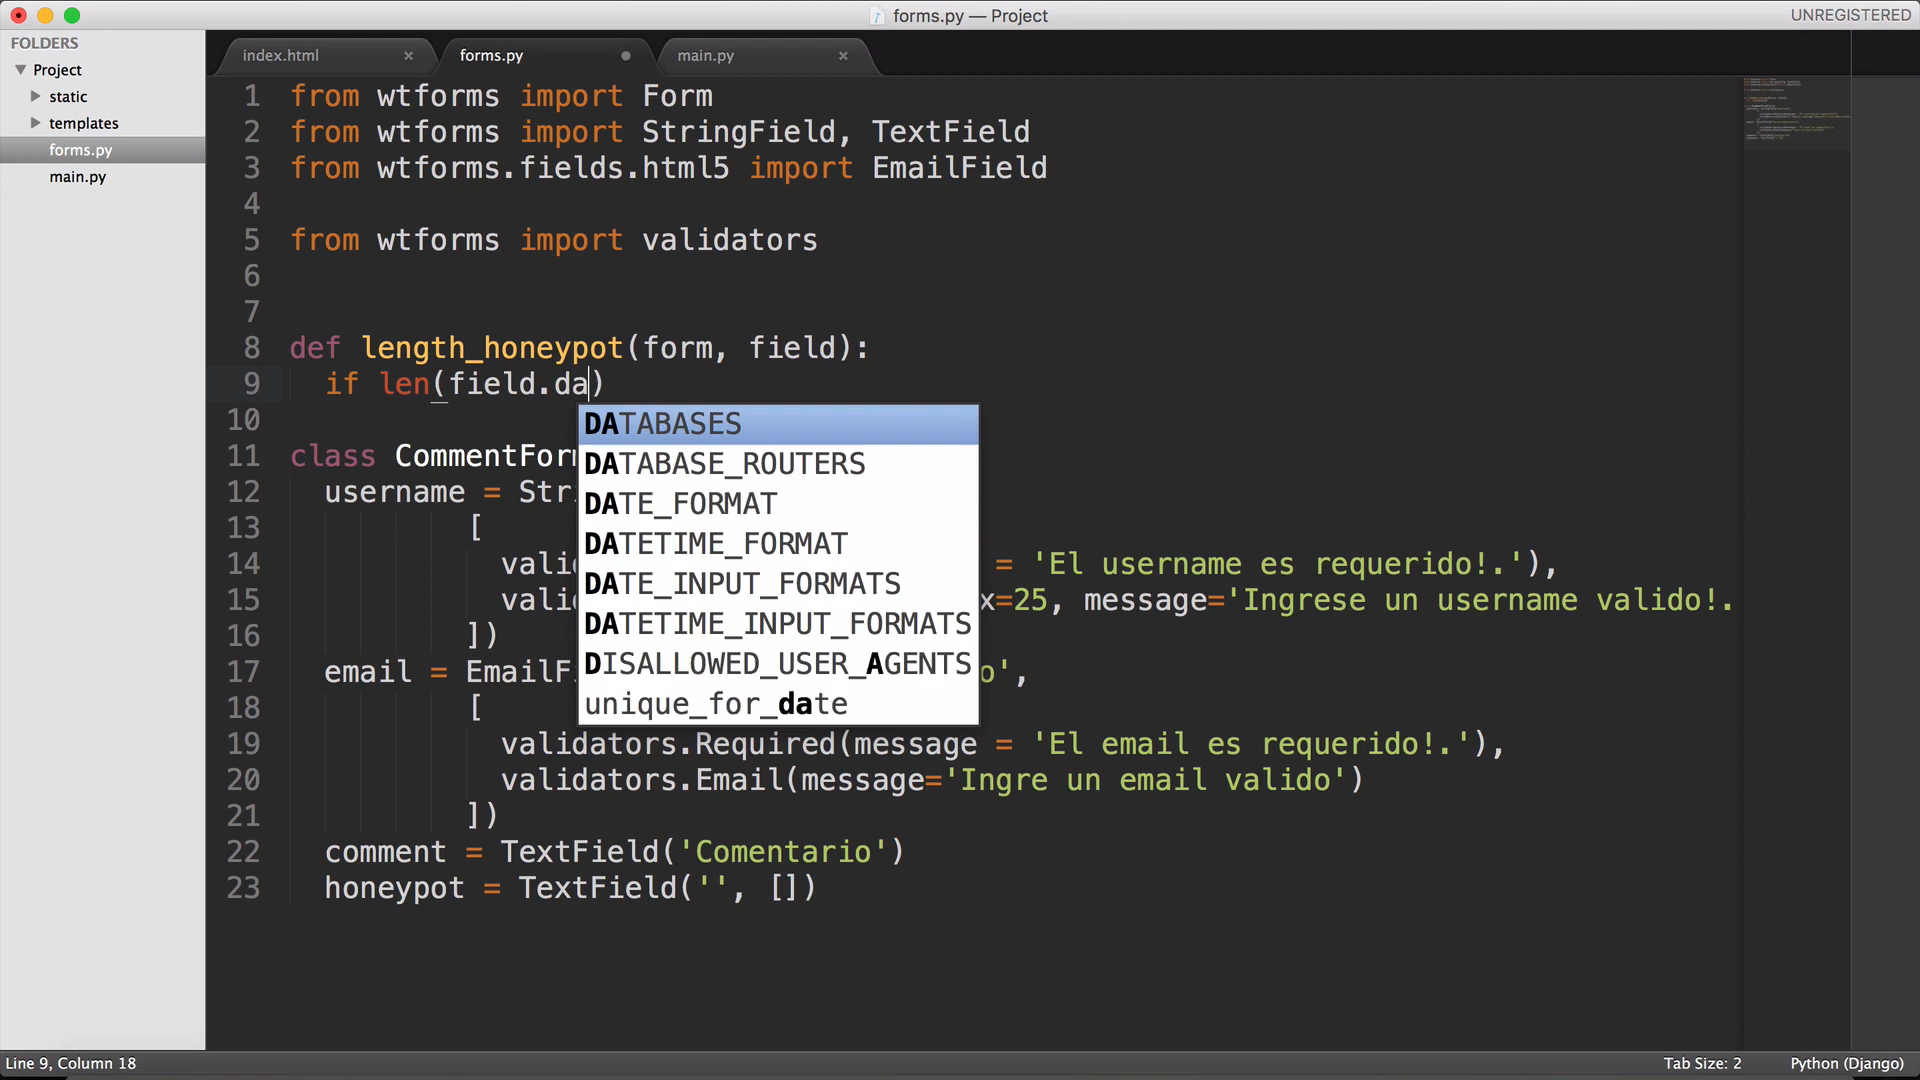 forms.py — Project
UNREGISTERED
FOLDERS
Project
static
templates
forms.py
main.py
index.html
forms.py
main.py
1 from wtforms import Form
2 from wtforms import StringField, TextField
3 from wtforms.fields.html5 import EmailField
4
5 from wtforms import validators
6
7
8 def length_honeypot(form, field):
9 if len(field.da)
10
DATABASES
DATABASE_ROUTERS
DATE_FORMAT
DATETIME_FORMAT
DATE_INPUT_FORMATS
DATETIME_INPUT_FORMATS
DISALLOWED_USER_AGENTS
unique_for_date
11 class CommentForm
12 username = Stri
13 [
14 valid = 'El username es requerido!.'),
15 valid x=25, message='Ingrese un username valido!.
16 ])
17 email = EmailFi o',
18 [
19 validators.Required(message = 'El email es requerido!.'),
20 validators.Email(message='Ingre un email valido')
21 ])
22 comment = TextField('Comentario')
23 honeypot = TextField('', [])
Line 9, Column 18
Tab Size: 2
Python (Django)